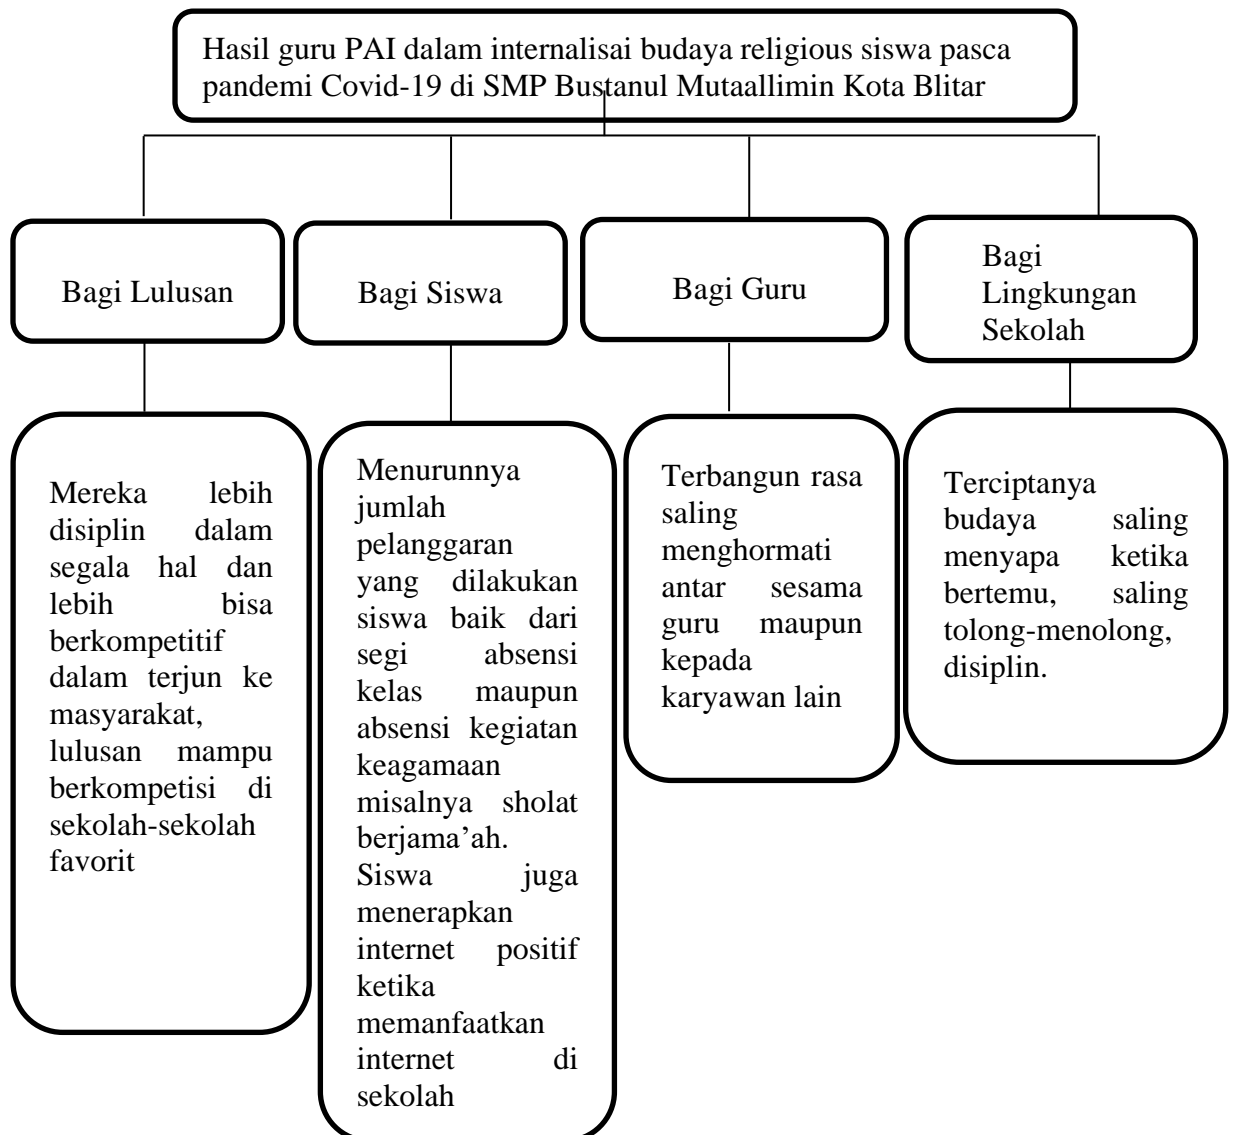 Hasil guru PAI dalam internalisai budaya religious siswa pasca
pandemi Covid-19 di SMP Bustanul Mutaallimin Kota Blitar
Bagi Lulusan
Bagi Siswa
Bagi Guru
Bagi
Lingkungan
Sekolah
Mereka lebih
disiplin dalam
segala hal dan
lebih bisa
berkompetitif
dalam terjun ke
masyarakat,
lulusan mampu
berkompetisi di
sekolah-sekolah
favorit
Menurunnya
jumlah
pelanggaran
yang dilakukan
siswa baik dari
segi absensi
kelas maupun
absensi kegiatan
keagamaan
misalnya sholat
berjama’ah.
Siswa juga
menerapkan
internet positif
ketika
memanfaatkan
internet di
sekolah
Terbangun rasa
saling
menghormati
antar sesama
guru maupun
kepada
karyawan lain
Terciptanya
budaya saling
menyapa ketika
bertemu, saling
tolong-menolong,
disiplin.